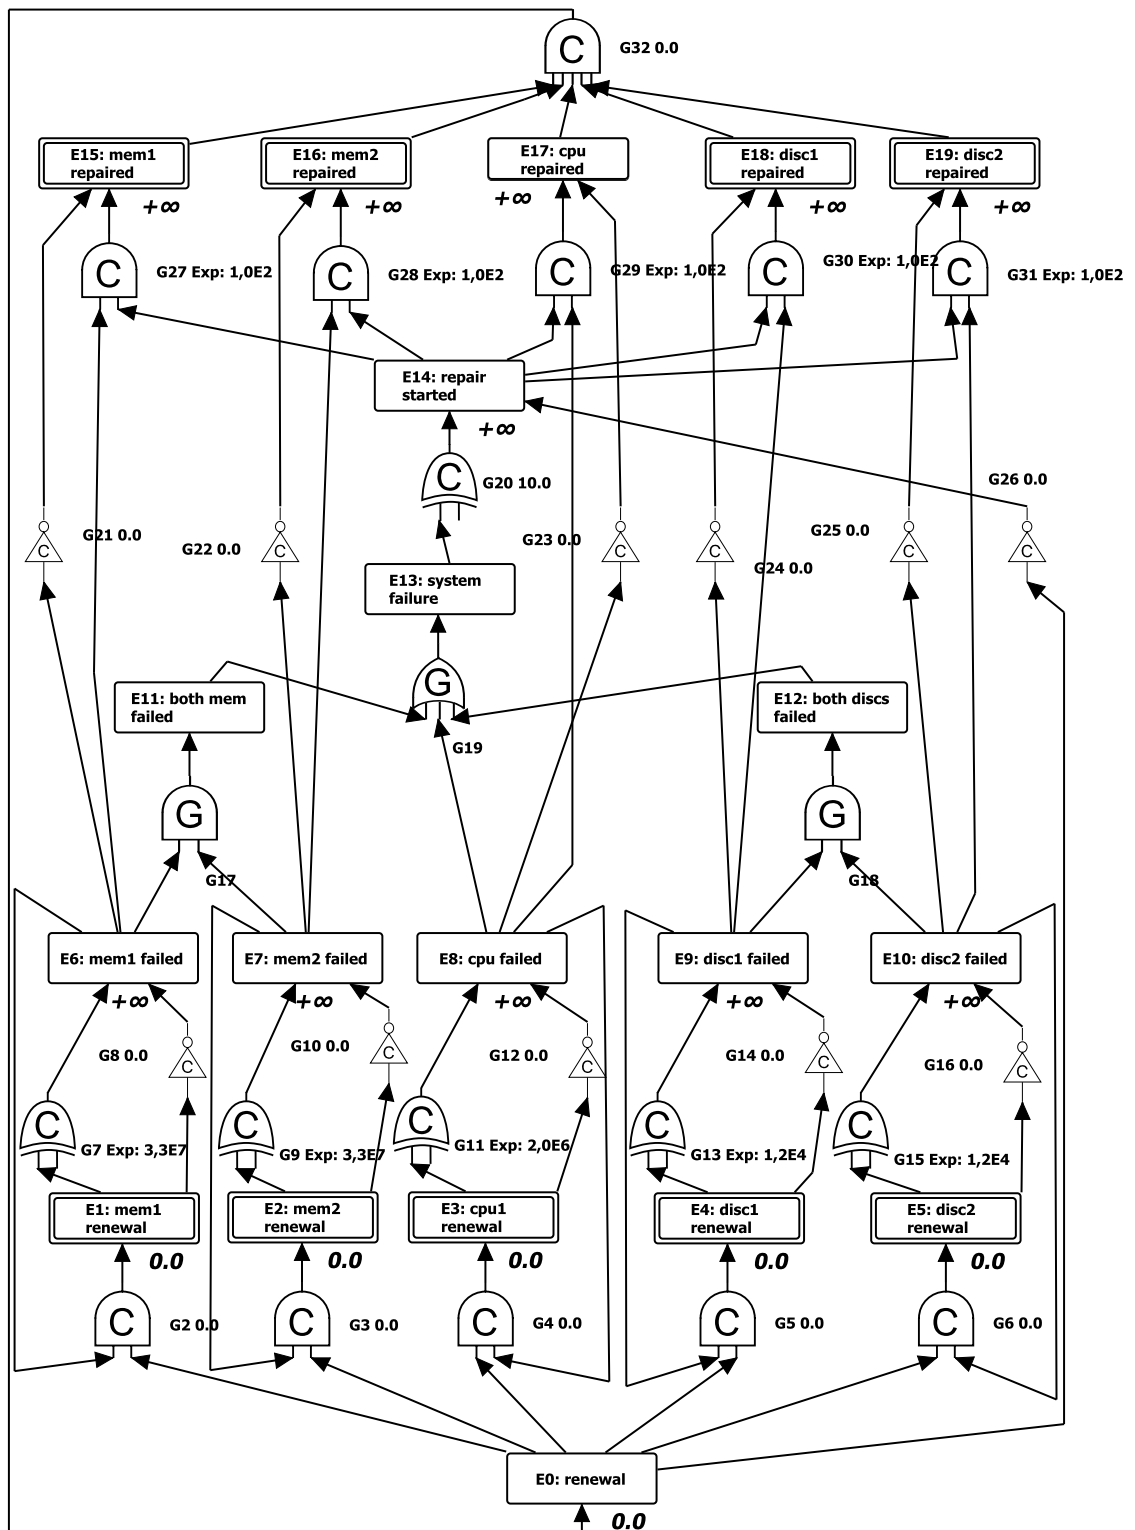 C
G32 0.0
E15: mem1
repaired
E16: mem2
repaired
E17: cpu
repaired
E18: disc1
repaired
E19: disc2
repaired
+∞
+∞
+∞
+∞
+∞
C
G27 Exp: 1,0E2
C
G28 Exp: 1,0E2
C
G29 Exp: 1,0E2
C
G30 Exp: 1,0E2
C
G31 Exp: 1,0E2
E14: repair
started
+∞
C
G20 10.0
G26 0.0
C
G21 0.0
G22 0.0
C
G23 0.0
C
C
G24 0.0
G25 0.0
C
C
E13: system
failure
E11: both mem
failed
G
G19
E12: both discs
failed
G
G17
G
G18
E6: mem1 failed
E7: mem2 failed
E8: cpu failed
E9: disc1 failed
E10: disc2 failed
+∞
+∞
+∞
+∞
+∞
G8 0.0
C
G10 0.0
C
G12 0.0
C
G14 0.0
C
G16 0.0
C
C
G7 Exp: 3,3E7
C
G9 Exp: 3,3E7
C
G11 Exp: 2,0E6
C
G13 Exp: 1,2E4
C
G15 Exp: 1,2E4
E1: mem1
renewal
E2: mem2
renewal
E3: cpu1
renewal
E4: disc1
renewal
E5: disc2
renewal
0.0
0.0
0.0
0.0
0.0
C
G2 0.0
C
G3 0.0
C
G4 0.0
C
G5 0.0
C
G6 0.0
E0: renewal
0.0